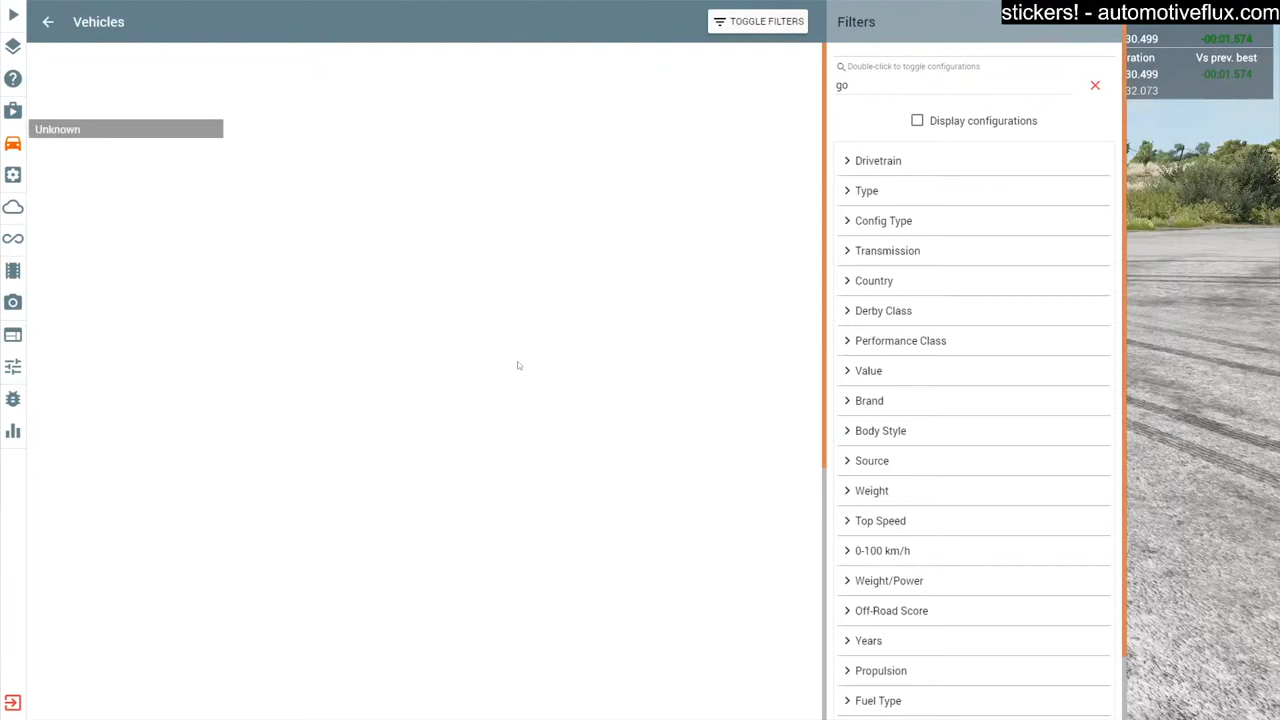 stickers! - automotiveflux.com
Vehicles
TOGGLE FILTERS
Filters
30.499 -00:01.574
ration Vs prev. best
30.499 -00:01.574
32.073
Double-click to toggle configurations
go
Display configurations
Unknown
Drivetrain
Type
Config Type
Transmission
Country
Derby Class
Performance Class
Value
Brand
Body Style
Source
Weight
Top Speed
0-100 km/h
Weight/Power
Off-Road Score
Years
Propulsion
Fuel Type